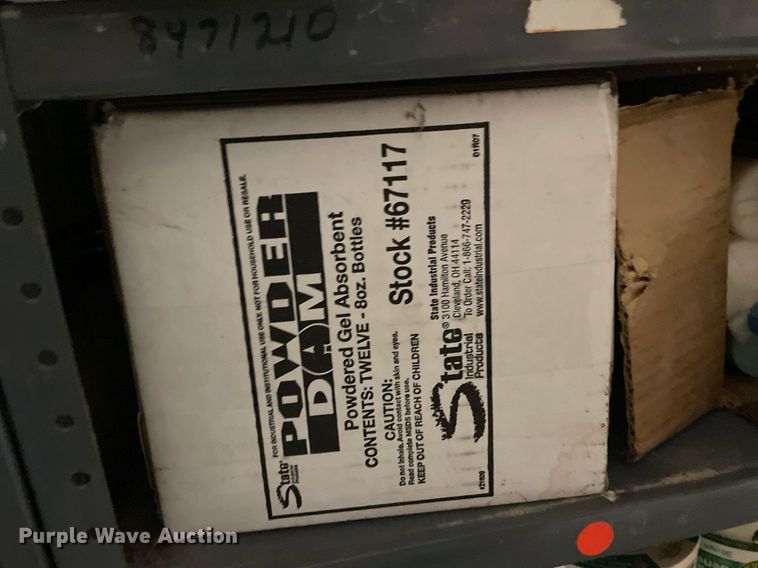 8471210
FOR INDUSTRIAL AND INSTITUTIONAL USE ONLY. NOT FOR HOUSEHOLD USE OR RESALE.
State
POWDER
DAM
Powdered Gel Absorbent
CONTENTS: TWELVE - 8oz. Bottles
Stock #67117
CAUTION:
Do not inhale. Avoid contact with skin and eyes.
Read complete MSDS before use.
KEEP OUT OF REACH OF CHILDREN
State®
Industrial
Products
State Industrial Products
3100 Hamilton Avenue
Cleveland, OH 44114
To Order Call: 1-866-747-2229
www.stateindustrial.com
01R07
Purple Wave Auction